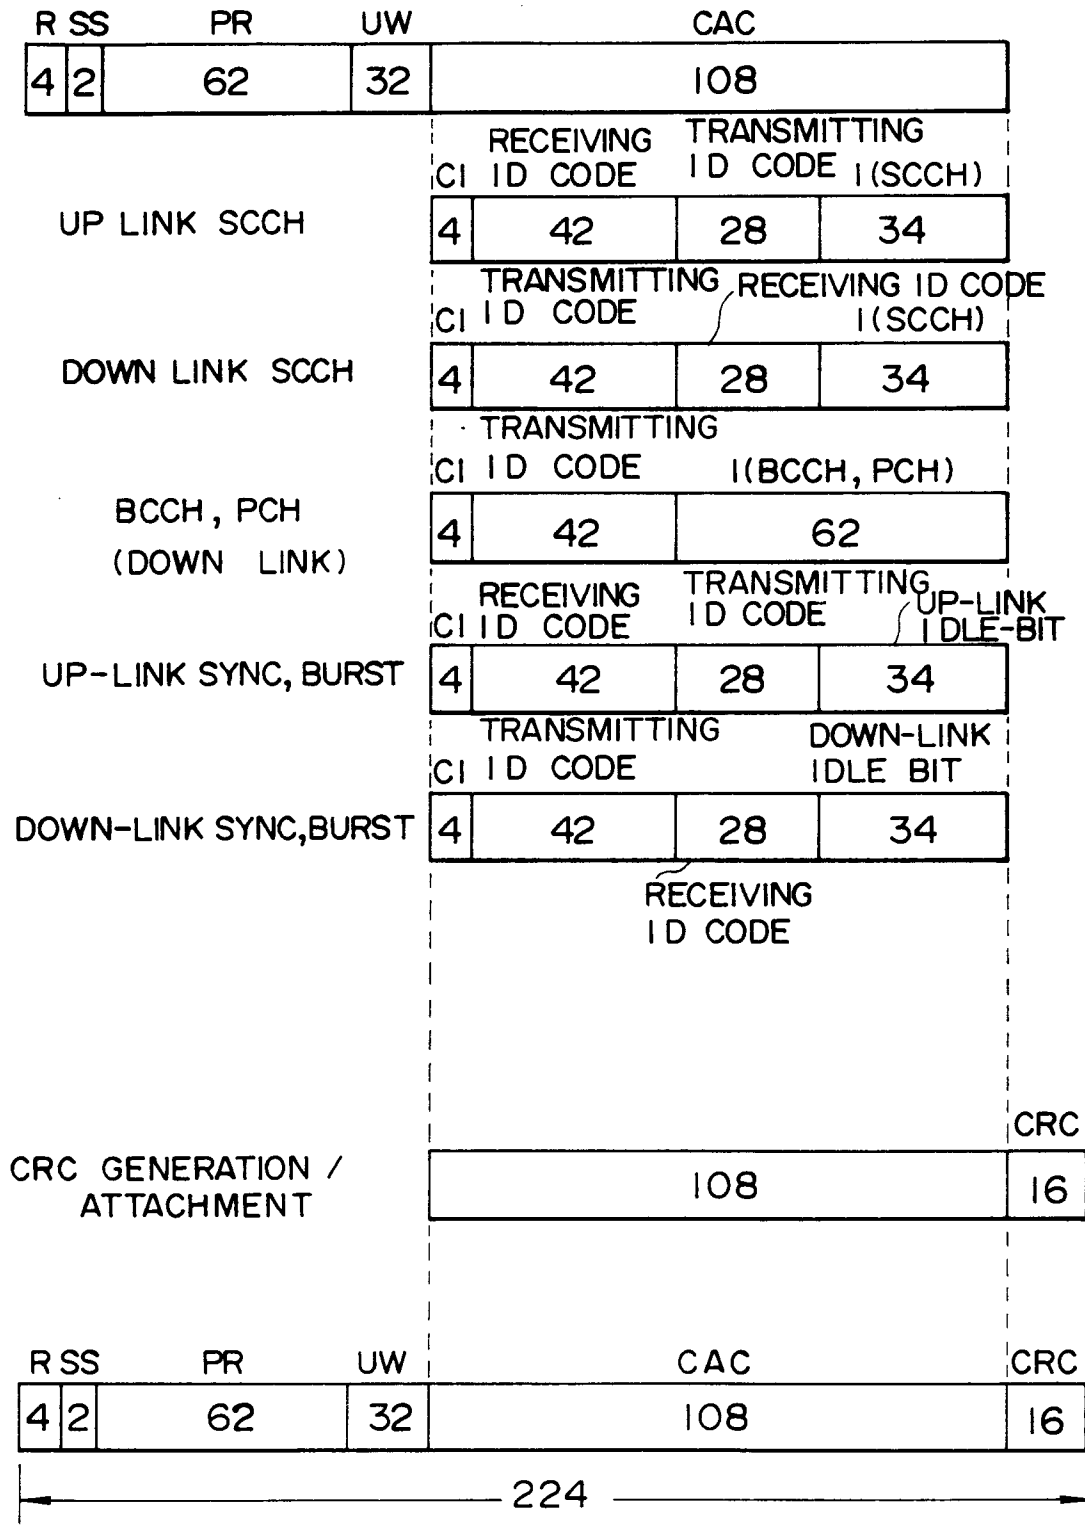 R SS PR UW CAC
4 2 62 32 108
RECEIVING TRANSMITTING
CI ID CODE ID CODE I(SCCH)
UP LINK SCCH 4 42 28 34
TRANSMITTING RECEIVING ID CODE
CI ID CODE I(SCCH)
DOWN LINK SCCH 4 42 28 34
TRANSMITTING
CI ID CODE I(BCCH, PCH)
BCCH, PCH
(DOWN LINK) 4 42 62
RECEIVING TRANSMITTING UP-LINK
CI ID CODE ID CODE IDLE-BIT
UP-LINK SYNC, BURST 4 42 28 34
TRANSMITTING DOWN-LINK
CI ID CODE IDLE BIT
DOWN-LINK SYNC, BURST 4 42 28 34
RECEIVING
ID CODE
CRC
CRC GENERATION /
ATTACHMENT 108 16
R SS PR UW CAC CRC
4 2 62 32 108 16
224